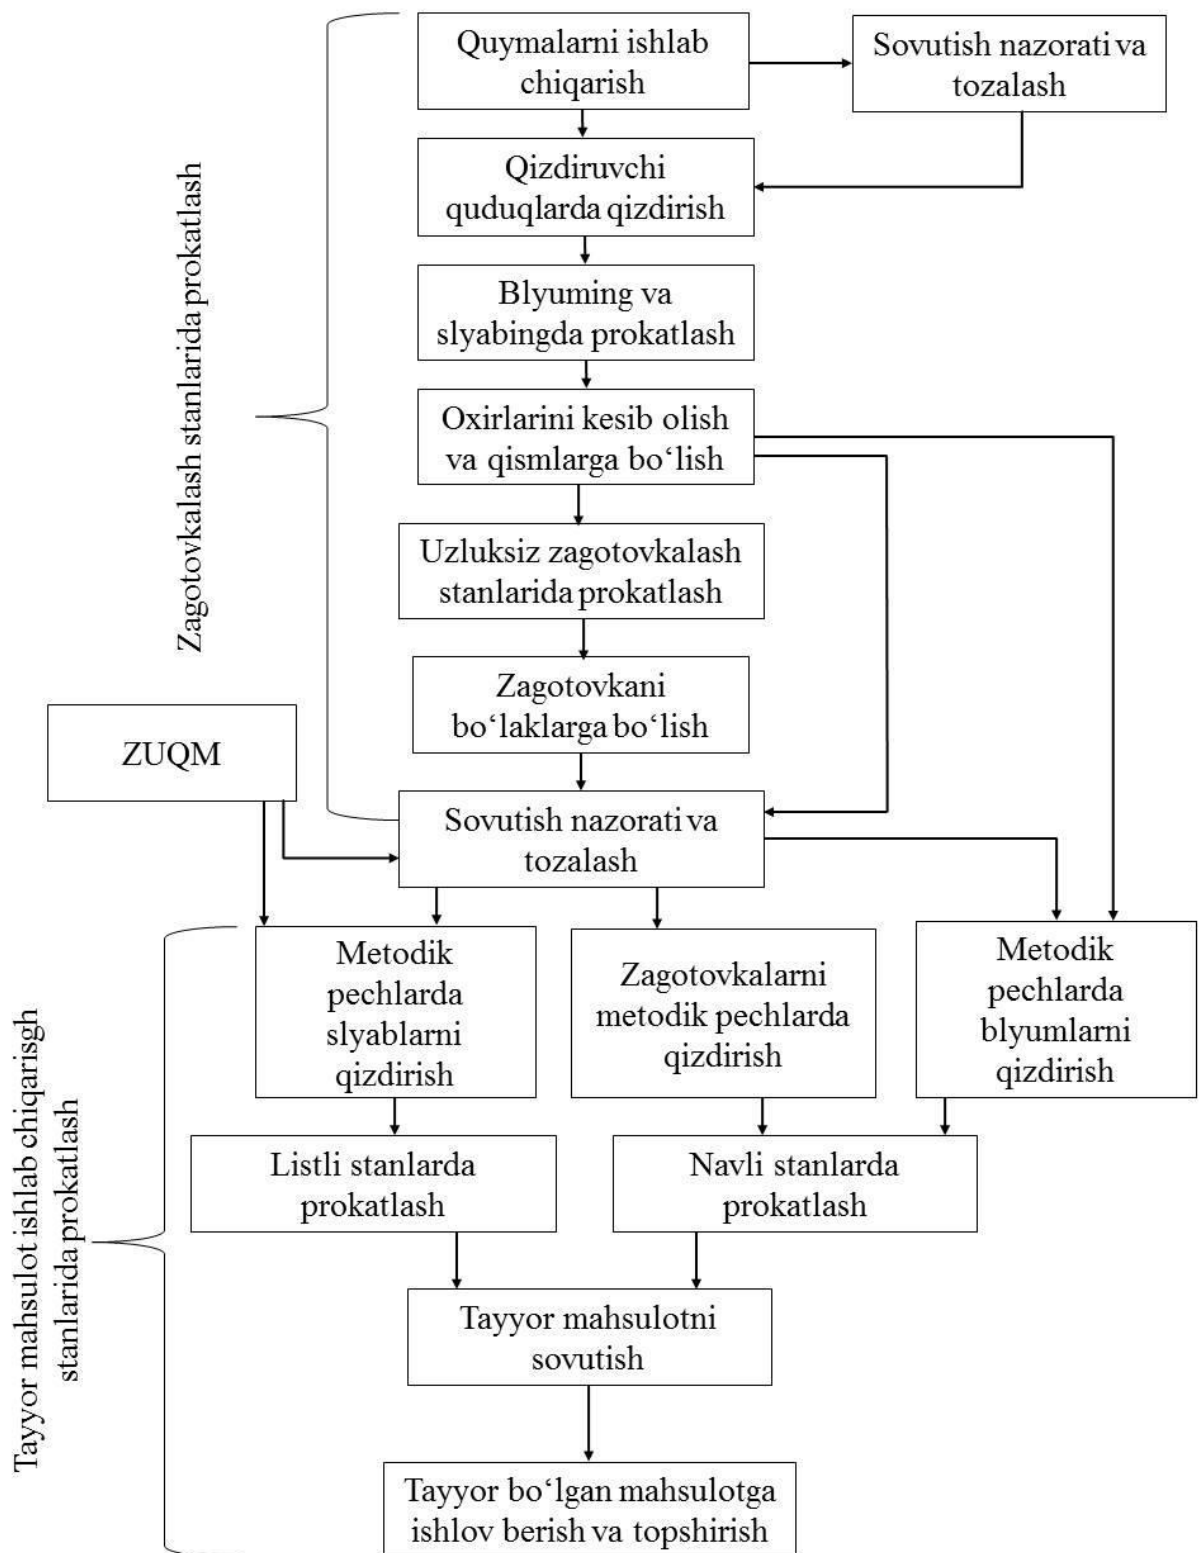 Quymalarni ishlab
chiqarish
Sovutish nazorati va
tozalash
Qizdiruvchi
quduqlarda qizdirish
Blyuming va
slyabingda prokatlash
Oxirlarini kesib olish
va qismlarga bo‘lish
Uzluksiz zagotovkalash
stanlarida prokatlash
Zagotovkani
bo‘laklarga bo‘lish
Zagotovkalash stanlarida prokatlash
ZUQM
Sovutish nazorati va
tozalash
Metodik
pechlarda
slyablarni
qizdirish
Zagotovkalarni
metodik pechlarda
qizdirish
Metodik
pechlarda
blyumlarni
qizdirish
Listli stanlarda
prokatlash
Navli stanlarda
prokatlash
Tayyor mahsulot ishlab chiqarisgh
stanlarida prokatlash
Tayyor mahsulotni
sovutish
Tayyor bo‘lgan mahsulotga
ishlov berish va topshirish